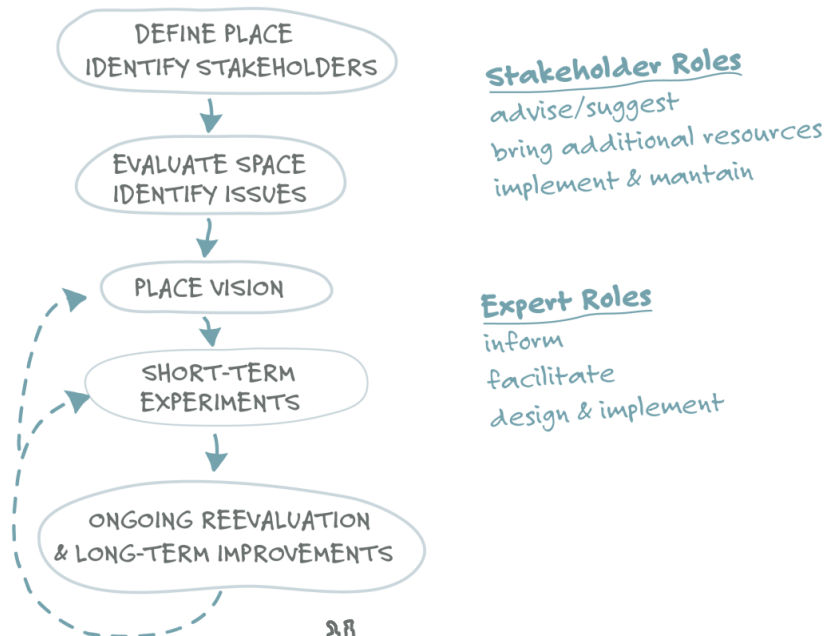 DEFINE PLACE
IDENTIFY STAKEHOLDERS
EVALUATE SPACE
IDENTIFY ISSUES
PLACE VISION
SHORT-TERM
EXPERIMENTS
ONGOING REEVALUATION
& LONG-TERM IMPROVEMENTS
Stakeholder Roles
advise/suggest
bring additional resources
implement & mantain
Expert Roles
inform
facilitate
design & implement